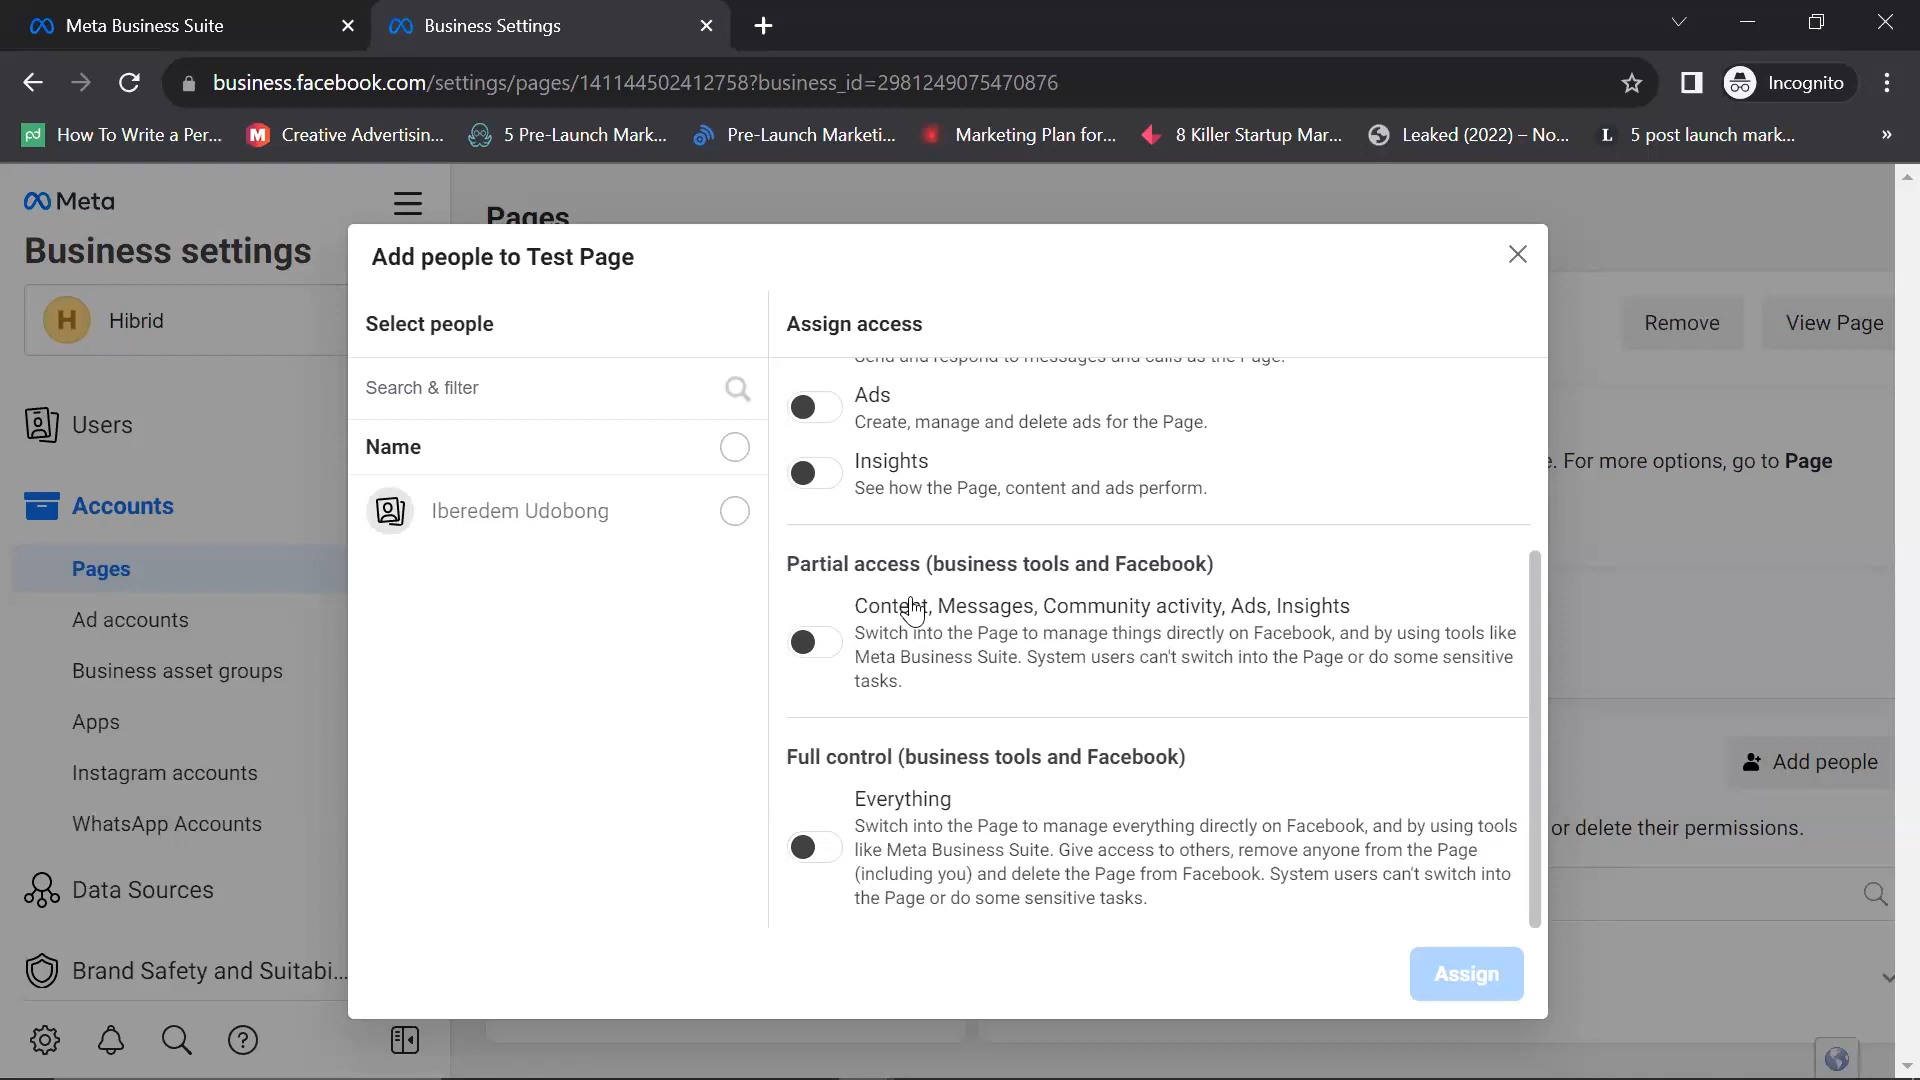 Meta Business Suite
Business Settings
business.facebook.com/settings/pages/141144502412758?business_id=2981249075470876
Incognito
How To Write a Per...
Creative Advertisin...
5 Pre-Launch Mark...
Pre-Launch Marketi...
Marketing Plan for...
8 Killer Startup Mar...
Leaked (2022) – No...
L 5 post launch mark...
»
Meta
Business settings
H Hibrid
Users
Accounts
Pages
Ad accounts
Business asset groups
Apps
Instagram accounts
WhatsApp Accounts
Data Sources
Brand Safety and Suitabi...
Pages
Remove
View Page
. For more options, go to Page
Add people
or delete their permissions.
Add people to Test Page
Select people
Search & filter
Name
Iberedem Udobong
Assign access
Send and respond to messages and calls as the Page.
Ads
Create, manage and delete ads for the Page.
Insights
See how the Page, content and ads perform.
Partial access (business tools and Facebook)
Content, Messages, Community activity, Ads, Insights
Switch into the Page to manage things directly on Facebook, and by using tools like
Meta Business Suite. System users can't switch into the Page or do some sensitive
tasks.
Full control (business tools and Facebook)
Everything
Switch into the Page to manage everything directly on Facebook, and by using tools
like Meta Business Suite. Give access to others, remove anyone from the Page
(including you) and delete the Page from Facebook. System users can't switch into
the Page or do some sensitive tasks.
Assign